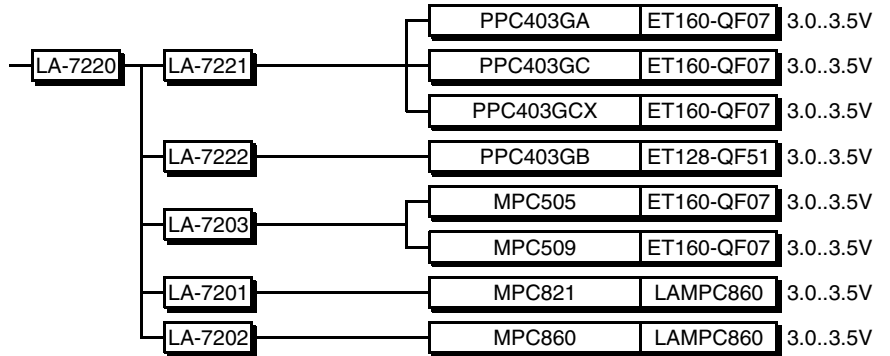 PPC403GA ET160-QF07 3.0..3.5V
LA-7220 LA-7221 PPC403GC ET160-QF07 3.0..3.5V
PPC403GCX ET160-QF07 3.0..3.5V
LA-7222 PPC403GB ET128-QF51 3.0..3.5V
MPC505 ET160-QF07 3.0..3.5V
LA-7203
MPC509 ET160-QF07 3.0..3.5V
LA-7201 MPC821 LAMPC860 3.0..3.5V
LA-7202 MPC860 LAMPC860 3.0..3.5V